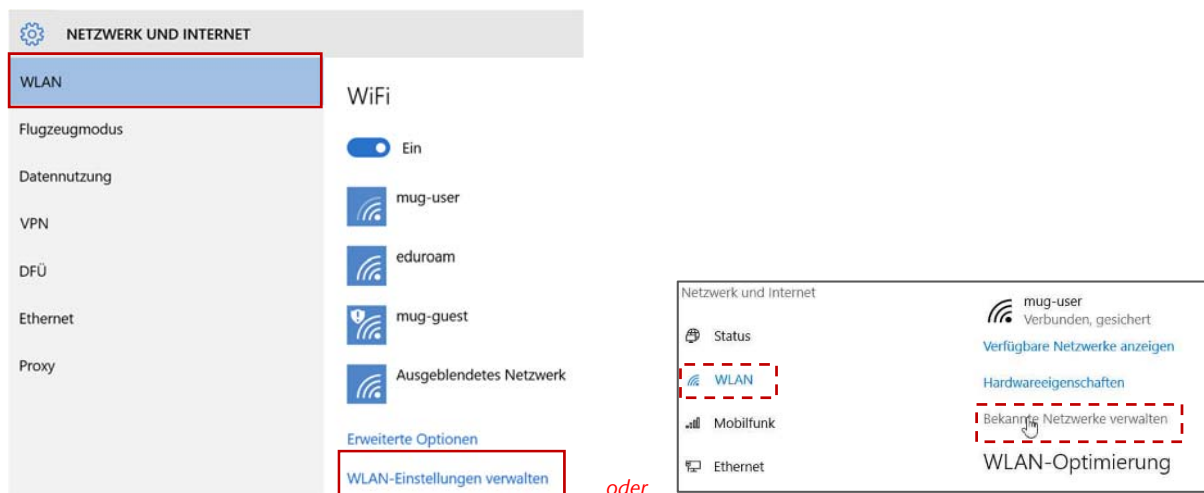 NETZWERK UND INTERNET
WLAN
Flugzeugmodus
Datennutzung
VPN
DFÜ
Ethernet
Proxy
WiFi
Ein
mug-user
eduroam
mug-guest
Ausgeblendetes Netzwerk
Erweiterte Optionen
WLAN-Einstellungen verwalten
oder
Netzwerk und Internet
Status
WLAN
Mobilfunk
Ethernet
mug-user
Verbunden, gesichert
Verfügbare Netzwerke anzeigen
Hardwareeigenschaften
Bekannte Netzwerke verwalten
WLAN-Optimierung